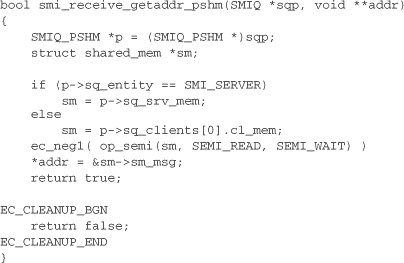 bool smi_receive_getaddr_pshm(SMIQ *sqp, void **addr)
{
    SMIQ_PSHM *p = (SMIQ_PSHM *)sqp;
    struct shared_mem *sm;

    if (p->sq_entity == SMI_SERVER)
        sm = p->sq_srv_mem;
    else
        sm = p->sq_clients[0].cl_mem;
    ec_neg1( op_semi(sm, SEMI_READ, SEMI_WAIT) )
    *addr = &sm->sm_msg;
    return true;

EC_CLEANUP_BGN
    return false;
EC_CLEANUP_END
}